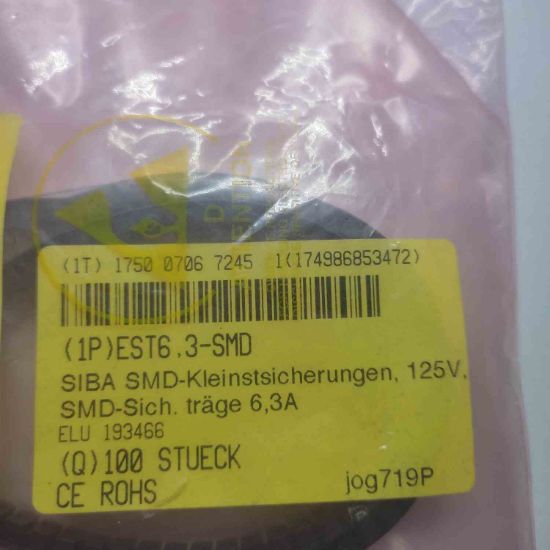 (1T) 1750 0706 7245 1(174986853472)
(1P)EST6,3-SMD
SIBA SMD-Kleinstsicherungen, 125V,
SMD-Sich. träge 6,3A
ELU 193466
(Q)100 STUECK
CE ROHS
jog719P